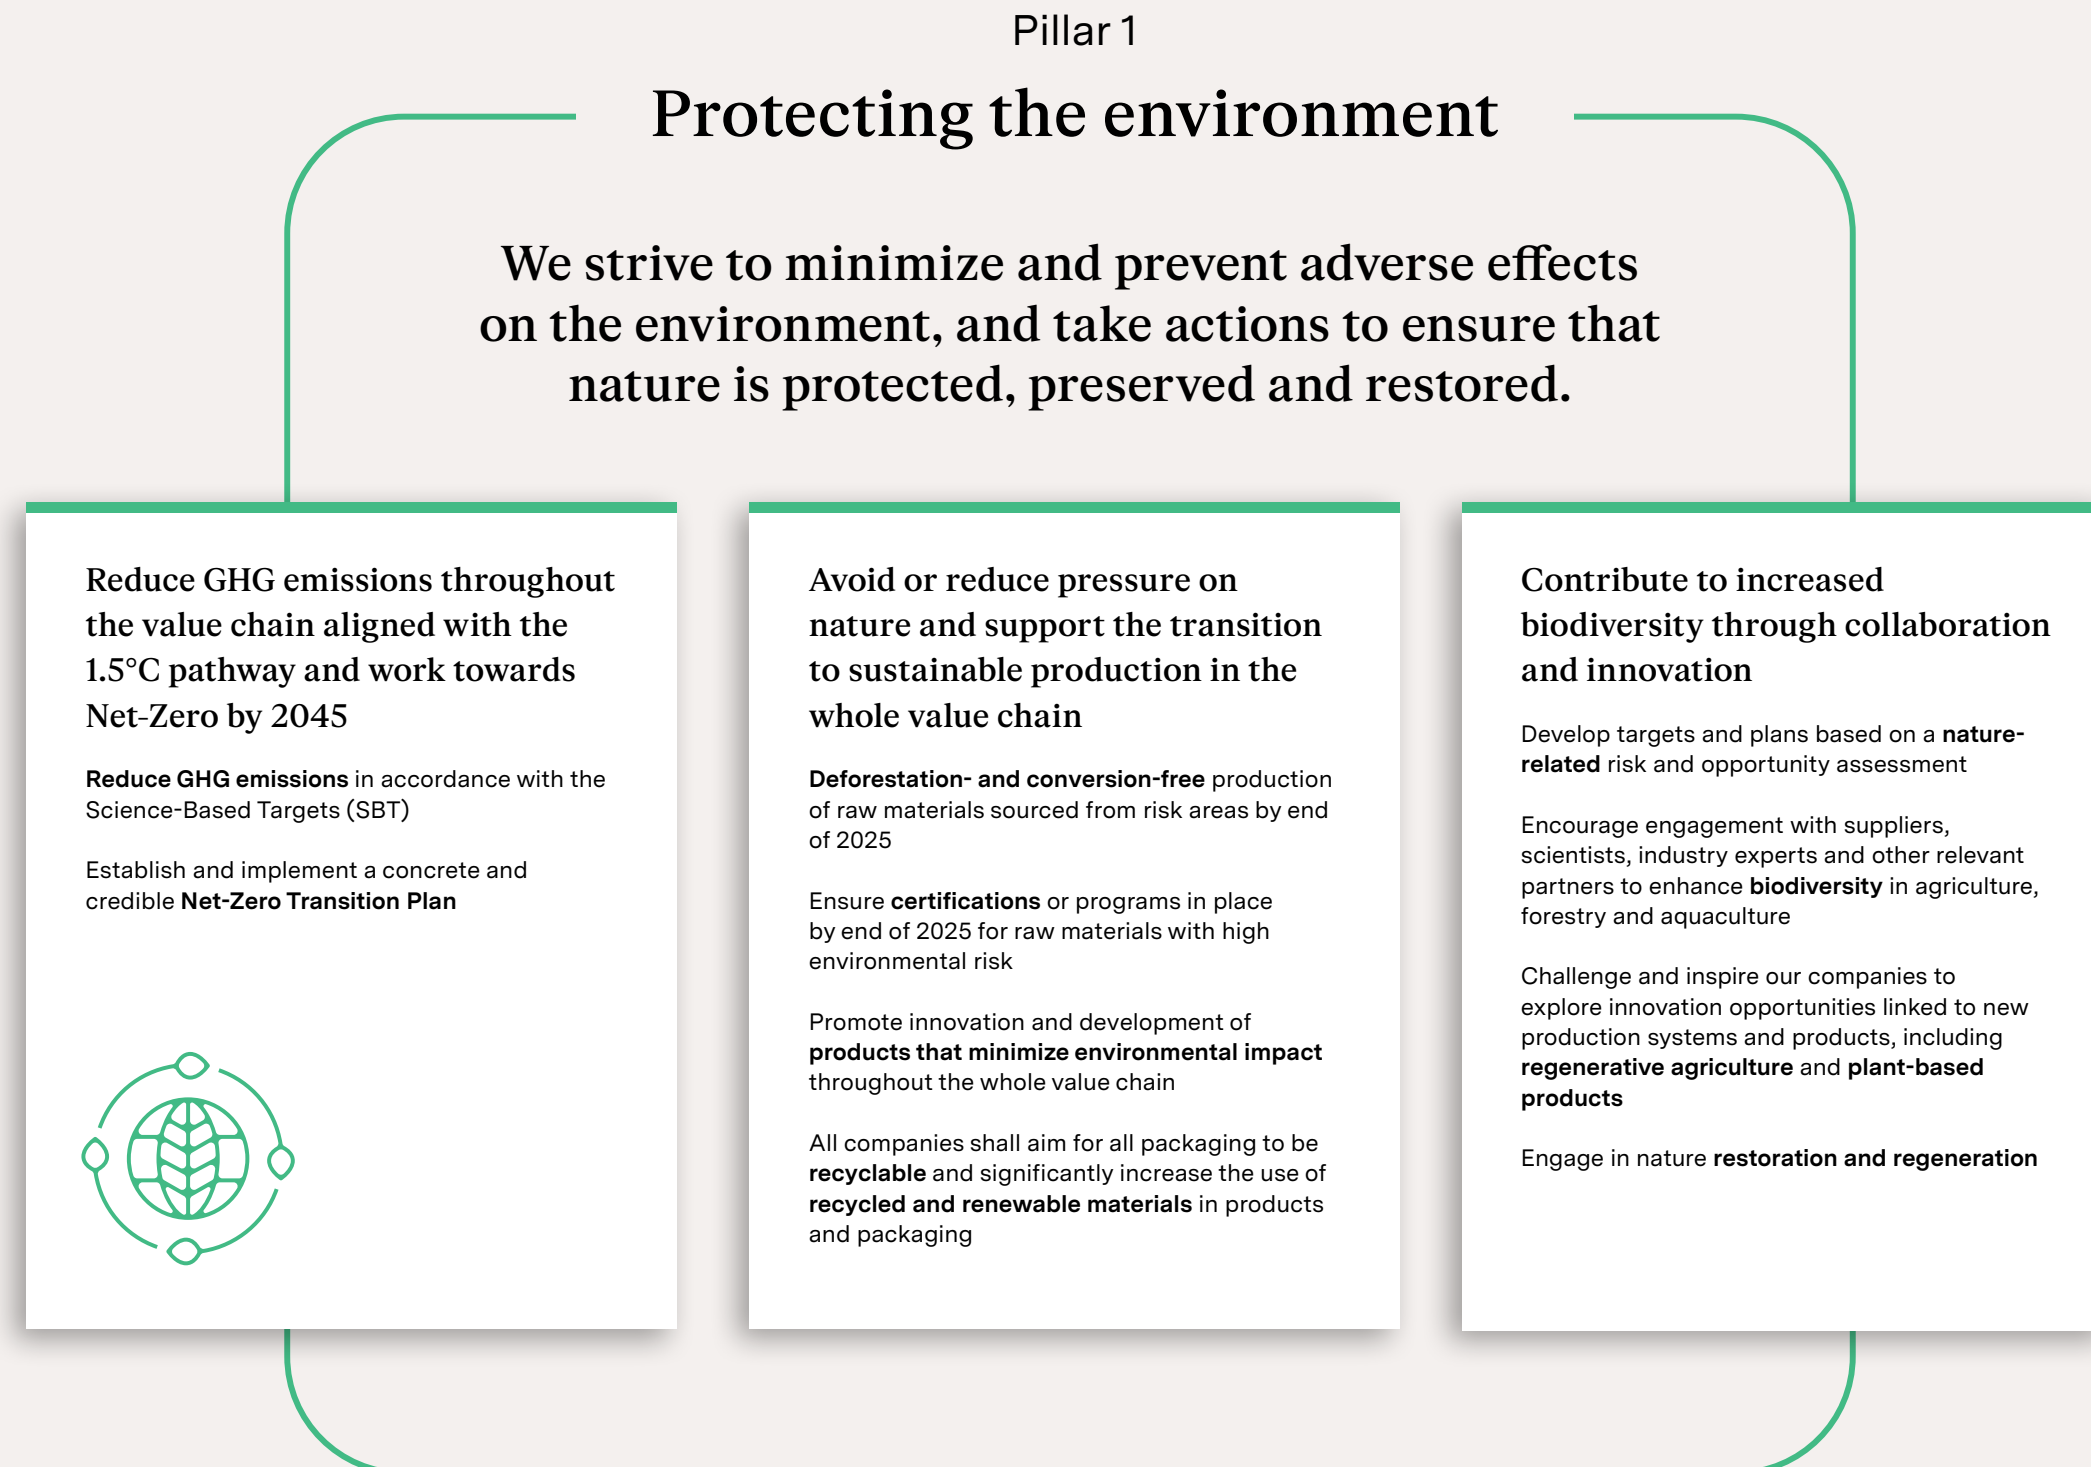 Pillar 1
Protecting the environment
We strive to minimize and prevent adverse effects
on the environment, and take actions to ensure that
nature is protected, preserved and restored.
Reduce GHG emissions throughout
the value chain aligned with the
1.5°C pathway and work towards
Net-Zero by 2045
Reduce GHG emissions in accordance with the
Science-Based Targets (SBT)
Establish and implement a concrete and
credible Net-Zero Transition Plan
Avoid or reduce pressure on
nature and support the transition
to sustainable production in the
whole value chain
Deforestation- and conversion-free production
of raw materials sourced from risk areas by end
of 2025
Ensure certifications or programs in place
by end of 2025 for raw materials with high
environmental risk
Promote innovation and development of
products that minimize environmental impact
throughout the whole value chain
All companies shall aim for all packaging to be
recyclable and significantly increase the use of
recycled and renewable materials in products
and packaging
Contribute to increased
biodiversity through collaboration
and innovation
Develop targets and plans based on a nature-
related risk and opportunity assessment
Encourage engagement with suppliers,
scientists, industry experts and other relevant
partners to enhance biodiversity in agriculture,
forestry and aquaculture
Challenge and inspire our companies to
explore innovation opportunities linked to new
production systems and products, including
regenerative agriculture and plant-based
products
Engage in nature restoration and regeneration